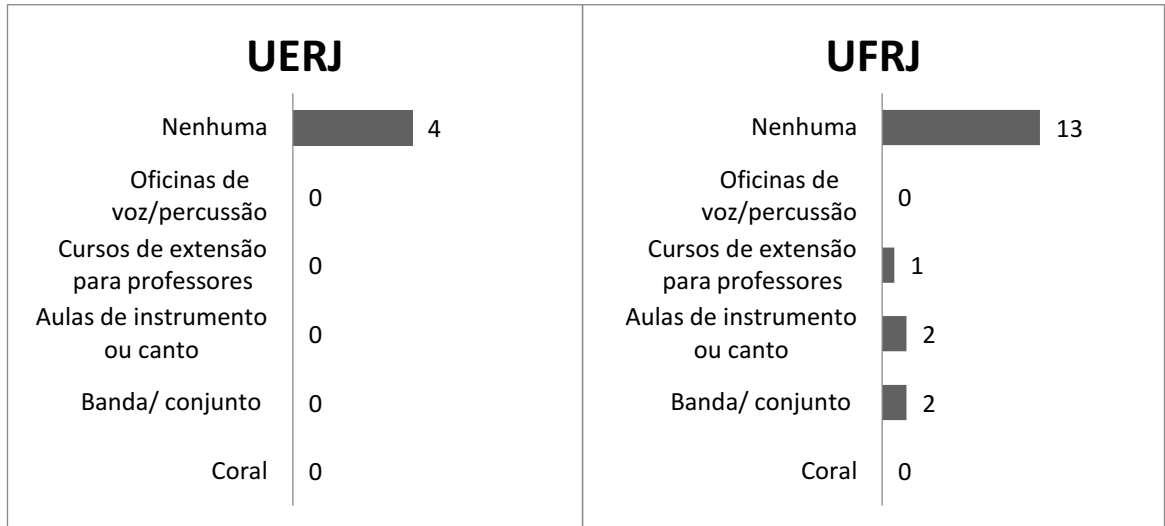 UERJ
Nenhuma 4
Oficinas de
voz/percussão 0
Cursos de extensão
para professores 0
Aulas de instrumento
ou canto 0
Banda/ conjunto 0
Coral 0
UFRJ
Nenhuma 13
Oficinas de
voz/percussão 0
Cursos de extensão
para professores 1
Aulas de instrumento
ou canto 2
Banda/ conjunto 2
Coral 0